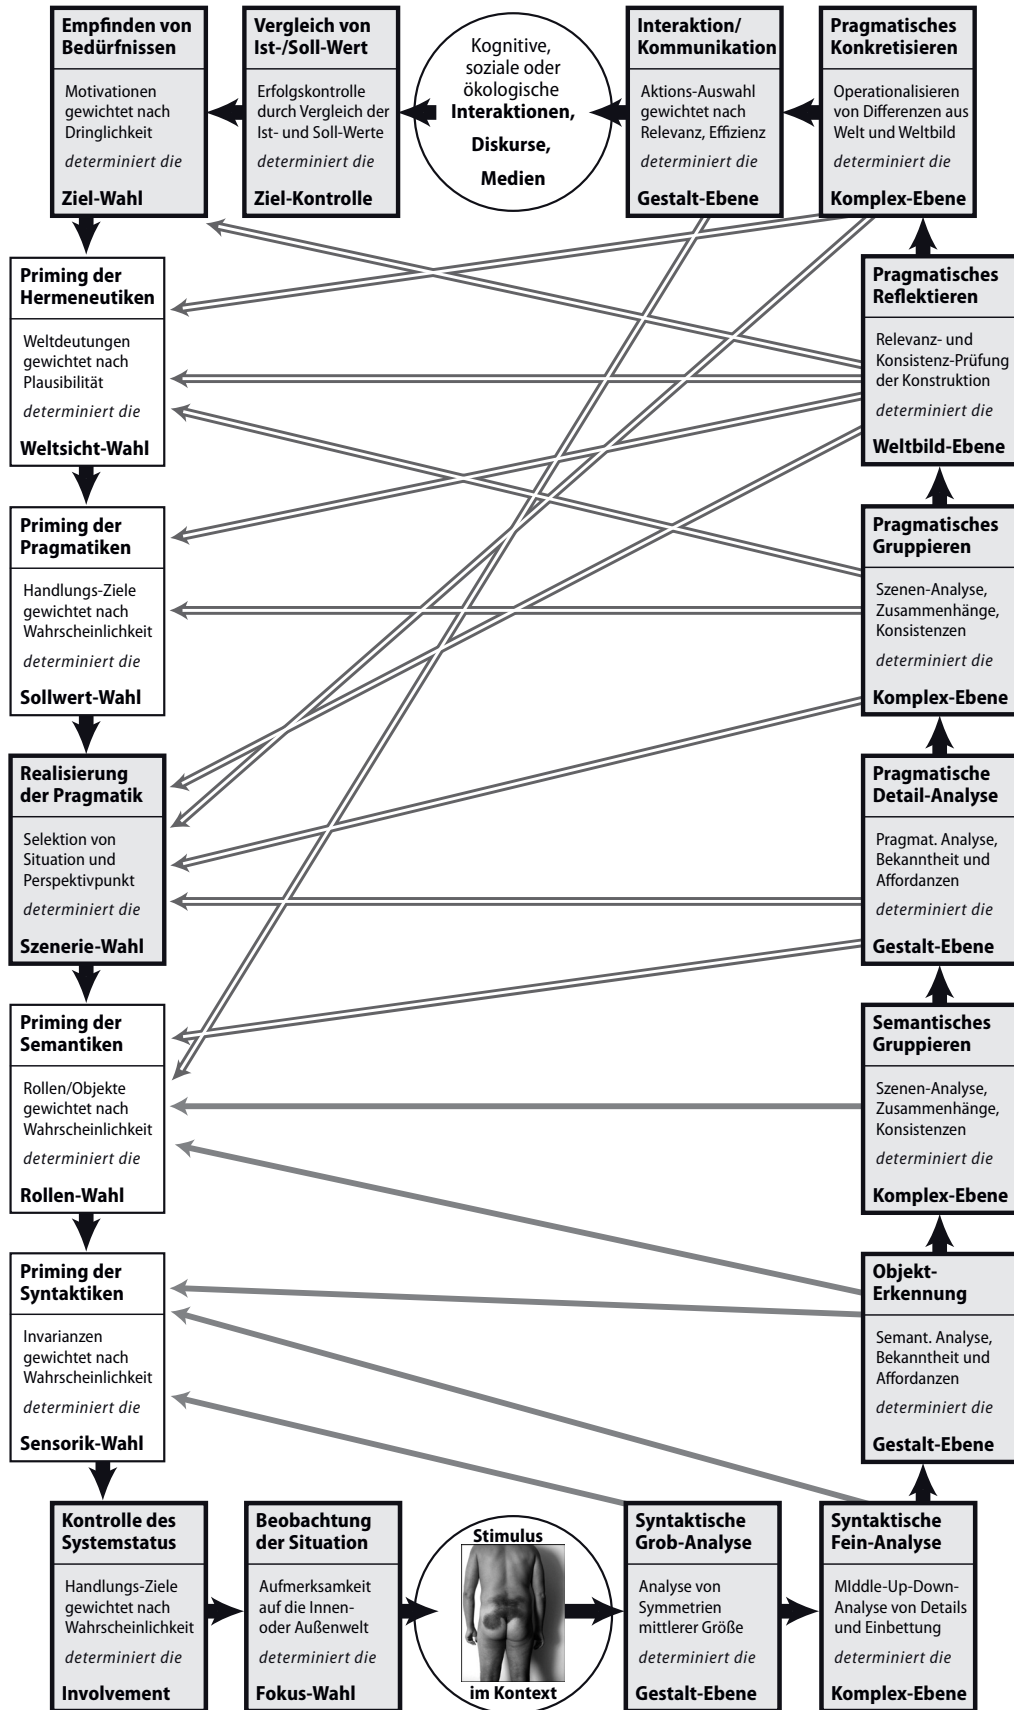 Empfinden von
Bedürfnissen
Motivationen
gewichtet nach
Dringlichkeit
determiniert die
Ziel-Wahl
Vergleich von
Ist-/Soll-Wert
Erfolgskontrolle
durch Vergleich der
Ist- und Soll-Werte
determiniert die
Ziel-Kontrolle
Kognitive,
soziale oder
ökologische
Interaktionen,
Diskurse,
Medien
Interaktion/
Kommunikation
Aktions-Auswahl
gewichtet nach
Relevanz, Effizienz
determiniert die
Gestalt-Ebene
Pragmatisches
Konkretisieren
Operationalisieren
von Differenzen aus
Welt und Weltbild
determiniert die
Komplex-Ebene
Priming der
Hermeneutiken
Weltdeutungen
gewichtet nach
Plausibilität
determiniert die
Weltsicht-Wahl
Pragmatisches
Reflektieren
Relevanz- und
Konsistenz-Prüfung
der Konstruktion
determiniert die
Weltbild-Ebene
Priming der
Pragmatiken
Handlungs-Ziele
gewichtet nach
Wahrscheinlichkeit
determiniert die
Sollwert-Wahl
Pragmatisches
Gruppieren
Szenen-Analyse,
Zusammenhänge,
Konsistenzen
determiniert die
Komplex-Ebene
Realisierung
der Pragmatik
Selektion von
Situation und
Perspektivpunkt
determiniert die
Szenerie-Wahl
Pragmatische
Detail-Analyse
Pragmat. Analyse,
Bekanntheit und
Affordanzen
determiniert die
Gestalt-Ebene
Priming der
Semantiken
Rollen/Objekte
gewichtet nach
Wahrscheinlichkeit
determiniert die
Rollen-Wahl
Semantisches
Gruppieren
Szenen-Analyse,
Zusammenhänge,
Konsistenzen
determiniert die
Komplex-Ebene
Priming der
Syntaktiken
Invarianzen
gewichtet nach
Wahrscheinlichkeit
determiniert die
Sensorik-Wahl
Objekt-
Erkennung
Semant. Analyse,
Bekanntheit und
Affordanzen
determiniert die
Gestalt-Ebene
Kontrolle des
Systemstatus
Handlungs-Ziele
gewichtet nach
Wahrscheinlichkeit
determiniert die
Involvement
Beobachtung
der Situation
Aufmerksamkeit
auf die Innen-
oder Außenwelt
determiniert die
Fokus-Wahl
Stimulus
im Kontext
Syntaktische
Grob-Analyse
Analyse von
Symmetrien
mittlerer Größe
determiniert die
Gestalt-Ebene
Syntaktische
Fein-Analyse
MIddle-Up-Down-
Analyse von Details
und Einbettung
determiniert die
Komplex-Ebene